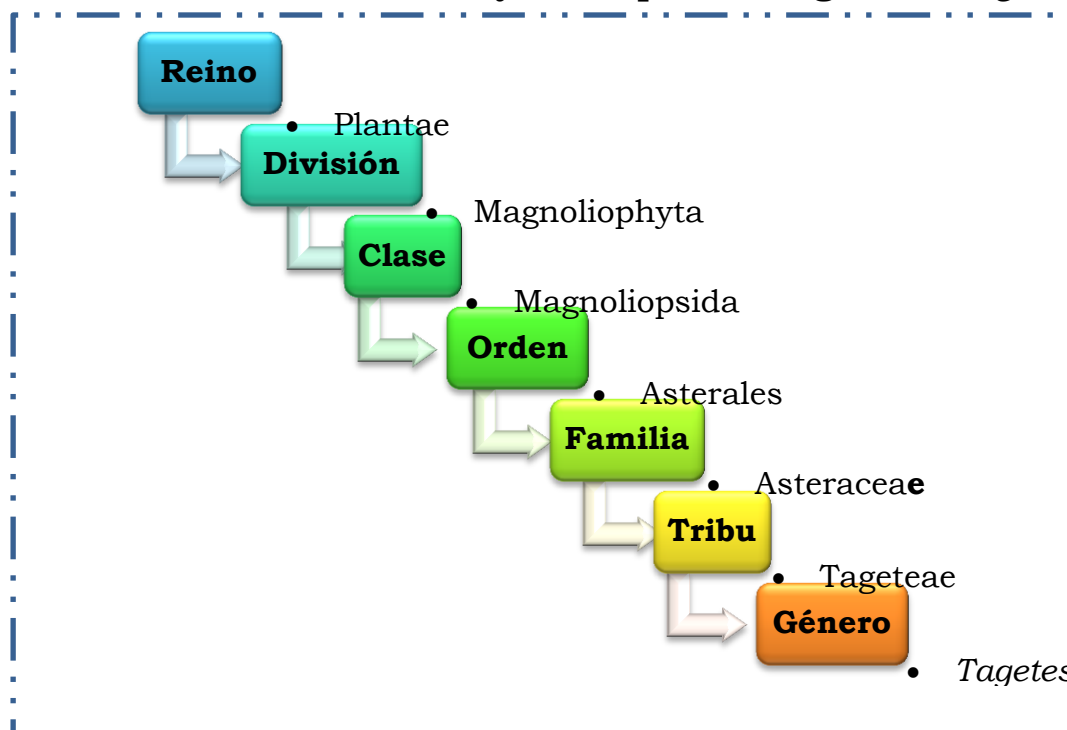 Reino
• Plantae
División
• Magnoliophyta
Clase
• Magnoliopsida
Orden
• Asterales
Familia
• Asteraceae
Tribu
• Tageteae
Género
• Tagetes